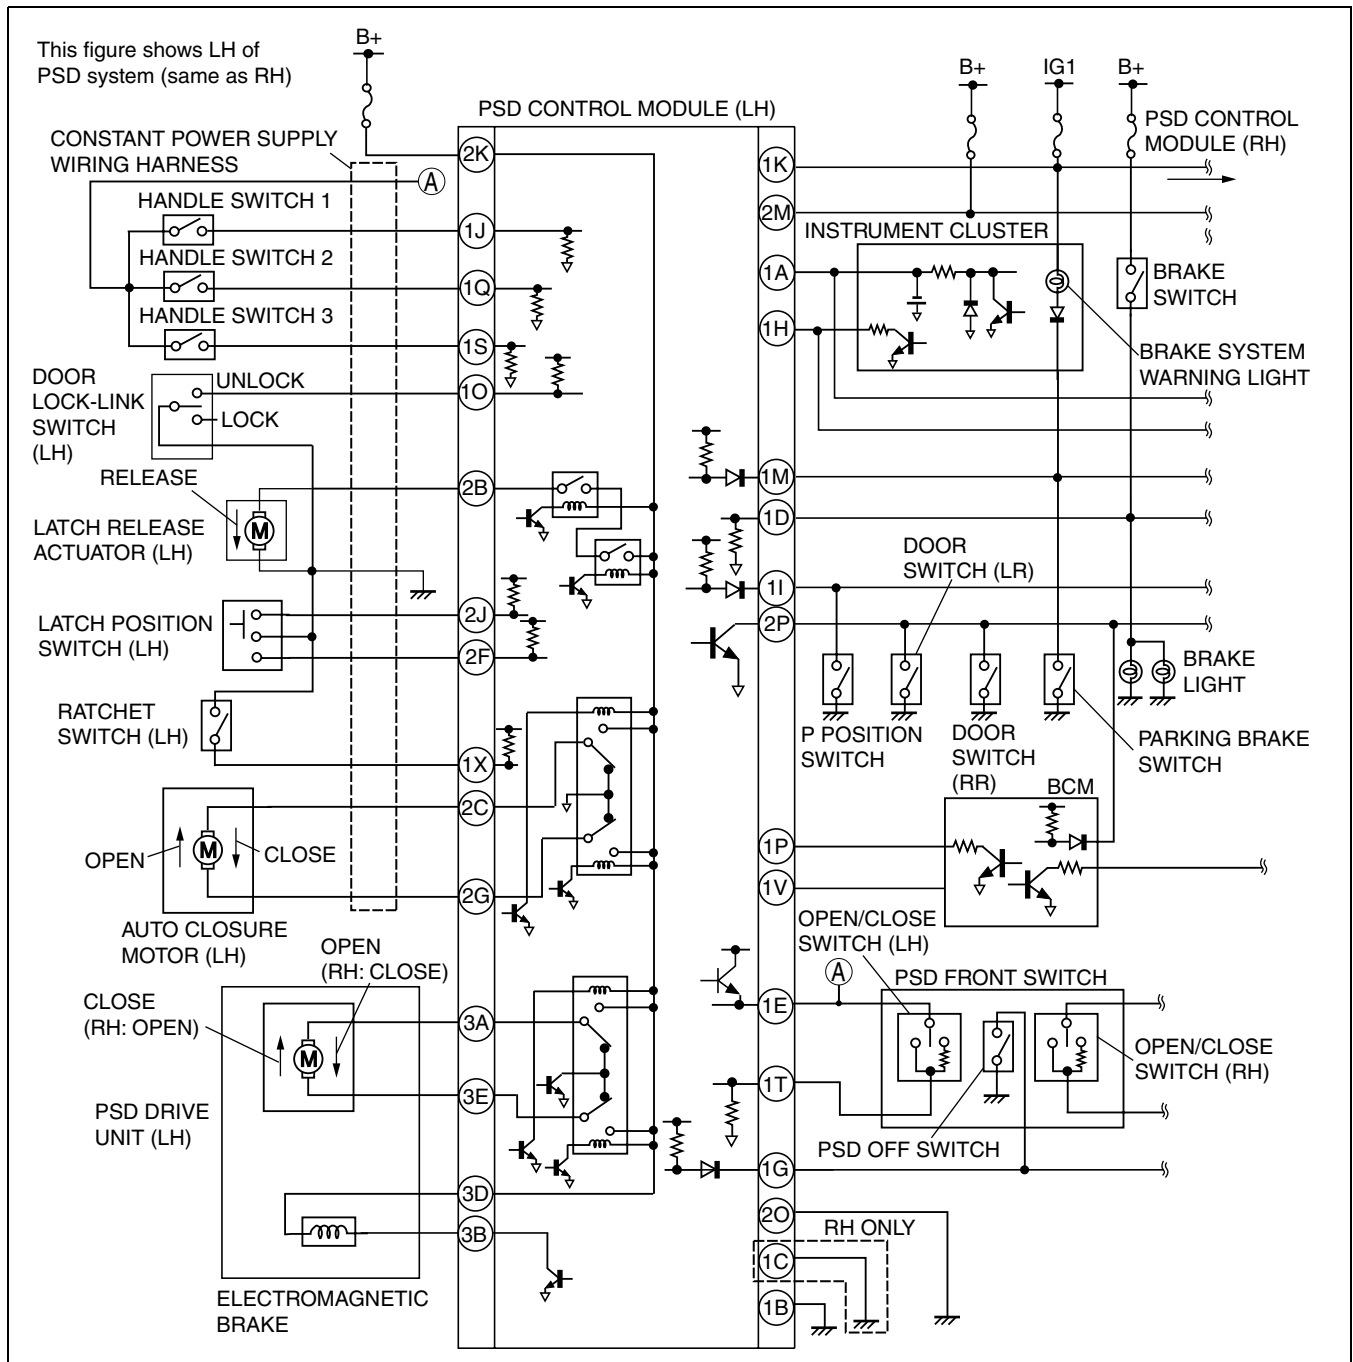 This figure shows LH of
PSD system (same as RH)
B+
B+
IG1
B+
PSD CONTROL MODULE (LH)
PSD CONTROL
MODULE (RH)
CONSTANT POWER SUPPLY
WIRING HARNESS
2K
A
1K
HANDLE SWITCH 1
1J
2M
INSTRUMENT CLUSTER
HANDLE SWITCH 2
1Q
1A
BRAKE
SWITCH
HANDLE SWITCH 3
1S
1H
BRAKE SYSTEM
WARNING LIGHT
DOOR
LOCK-LINK
SWITCH
(LH)
UNLOCK
LOCK
1O
RELEASE
2B
1M
LATCH RELEASE
ACTUATOR (LH)
M
1D
DOOR
SWITCH (LR)
1I
LATCH POSITION
SWITCH (LH)
2J
2F
2P
BRAKE
LIGHT
RATCHET
SWITCH (LH)
1X
P POSITION
SWITCH
DOOR
SWITCH
(RR)
PARKING BRAKE
SWITCH
2C
BCM
OPEN
M
CLOSE
1P
2G
1V
AUTO CLOSURE
MOTOR (LH)
OPEN/CLOSE
SWITCH (LH)
OPEN
(RH: CLOSE)
A
PSD FRONT SWITCH
CLOSE
(RH: OPEN)
3A
1E
M
OPEN/CLOSE
SWITCH (RH)
3E
1T
PSD DRIVE
UNIT (LH)
PSD OFF SWITCH
1G
3D
2O
RH ONLY
3B
1C
ELECTROMAGNETIC
BRAKE
1B